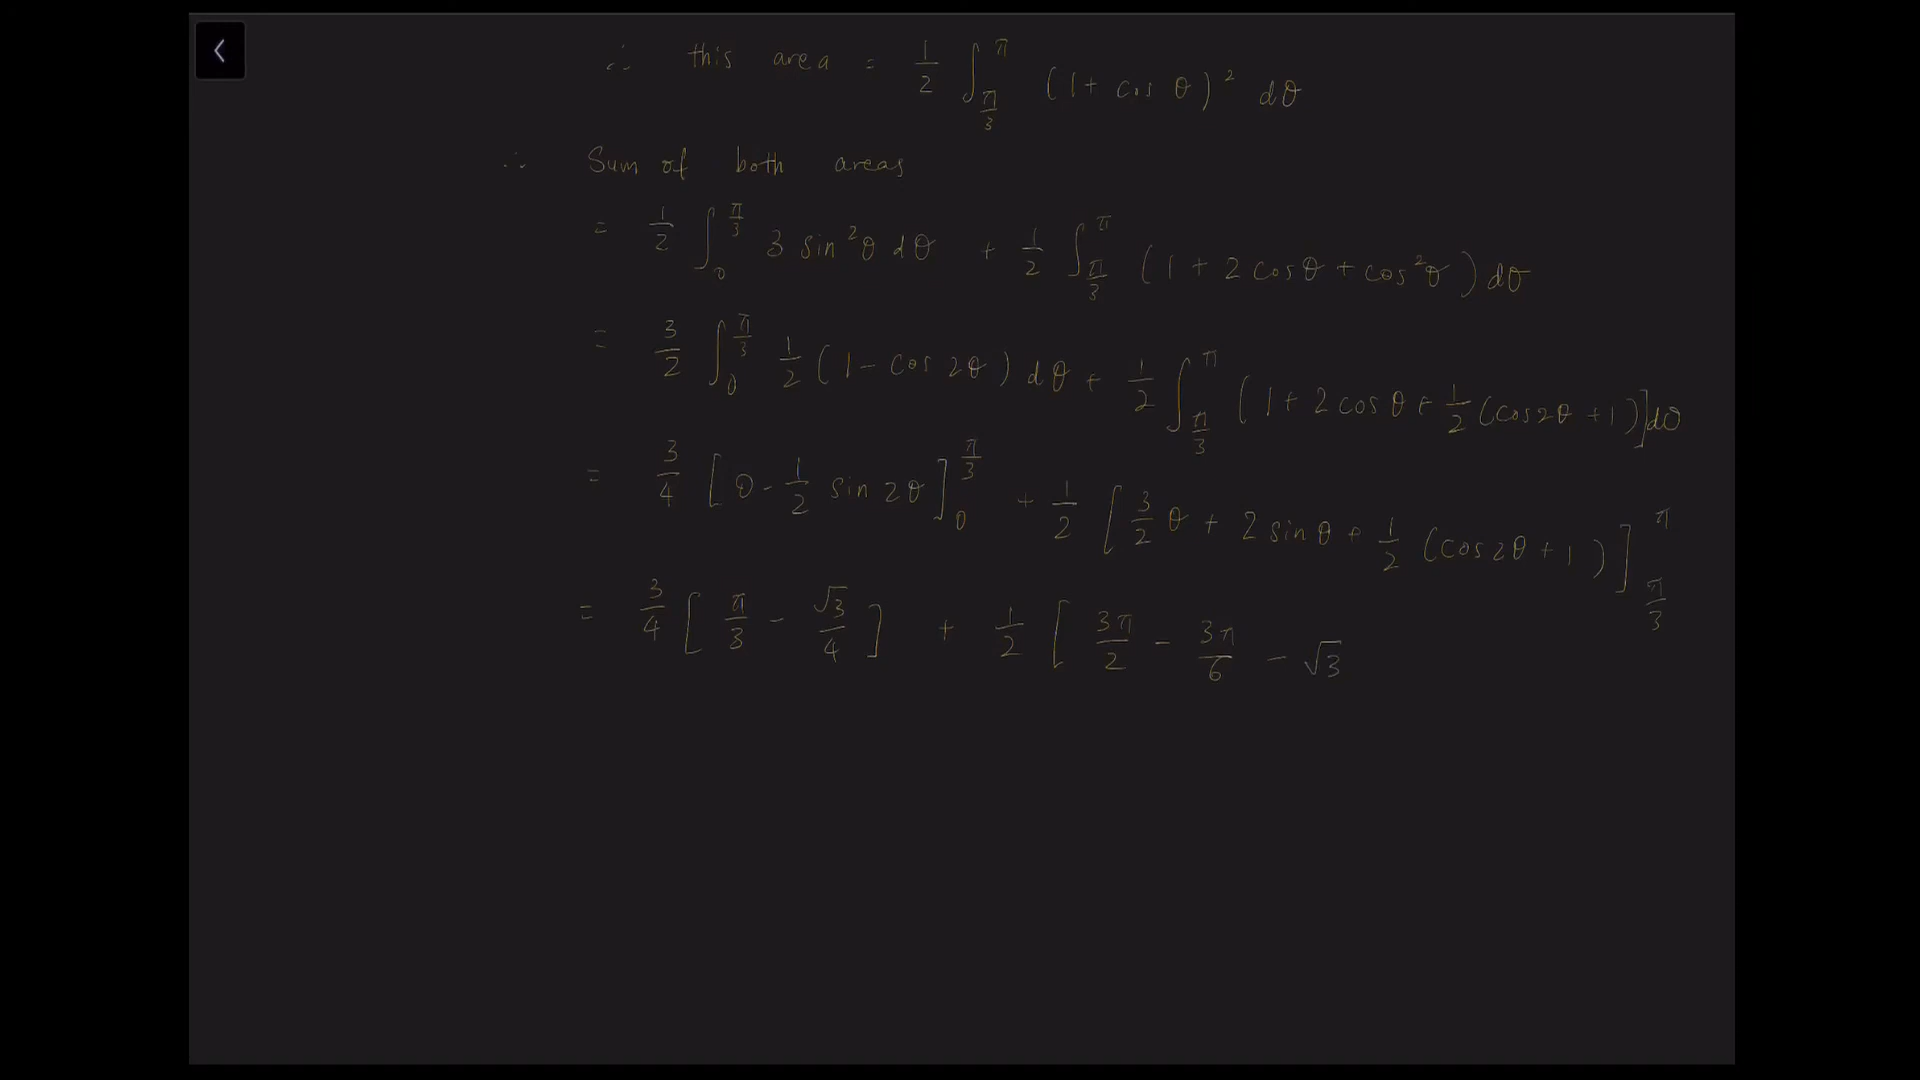 ∴ this area = 1/2 ∫_{π/3}^{π} (1 + cos θ)² dθ
∴ Sum of both areas
= 1/2 ∫_0^{π/3} 3 sin²θ dθ + 1/2 ∫_{π/3}^{π} (1 + 2 cosθ + cos²θ) dθ
= 3/2 ∫_0^{π/3} 1/2 (1 - cos 2θ) dθ + 1/2 ∫_{π/3}^{π} (1 + 2 cos θ + 1/2 (cos 2θ + 1)] dθ
= 3/4 [θ - 1/2 sin 2θ]_0^{π/3} + 1/2 [3/2 θ + 2 sin θ + 1/2 (cos 2θ + 1)]_{π/3}^{π}
= 3/4 [π/3 - √3/4] + 1/2 [3π/2 - 3π/6 - √3